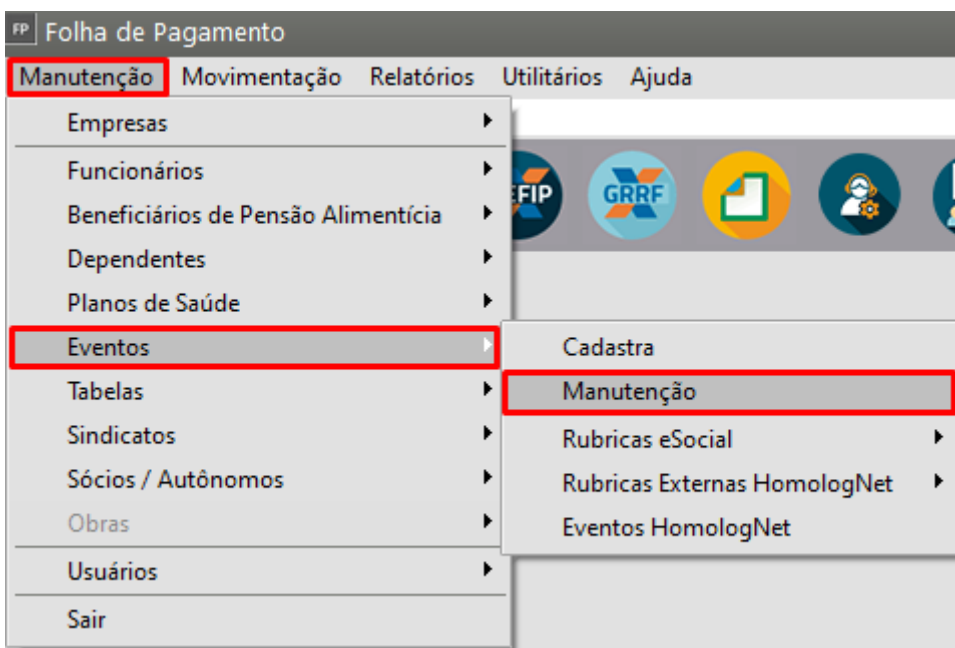 FP Folha de Pagamento
Manutenção Movimentação Relatórios Utilitários Ajuda
Empresas
Funcionários
Beneficiários de Pensão Alimentícia
Dependentes
Planos de Saúde
Eventos
Tabelas
Sindicatos
Sócios / Autônomos
Obras
Usuários
Sair
EFIP
GRRF
Cadastra
Manutenção
Rubricas eSocial
Rubricas Externas HomologNet
Eventos HomologNet